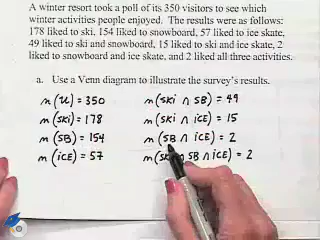 A winter resort took a poll of its 350 visitors to see which
winter activities people enjoyed. The results were as follows:
178 liked to ski, 154 liked to snowboard, 57 liked to ice skate,
49 liked to ski and snowboard, 15 liked to ski and ice skate, 2
liked to snowboard and ice skate, and 2 liked all three activities.
a. Use a Venn diagram to illustrate the survey's results.
n(U) = 350 n(SKI ∩ SB) = 49
n(SKI) = 178 n(SKI ∩ ICE) = 15
n(SB) = 154 n(SB ∩ ICE) = 2
n(ICE) = 57 n(SKI ∩ SB ∩ ICE) = 2